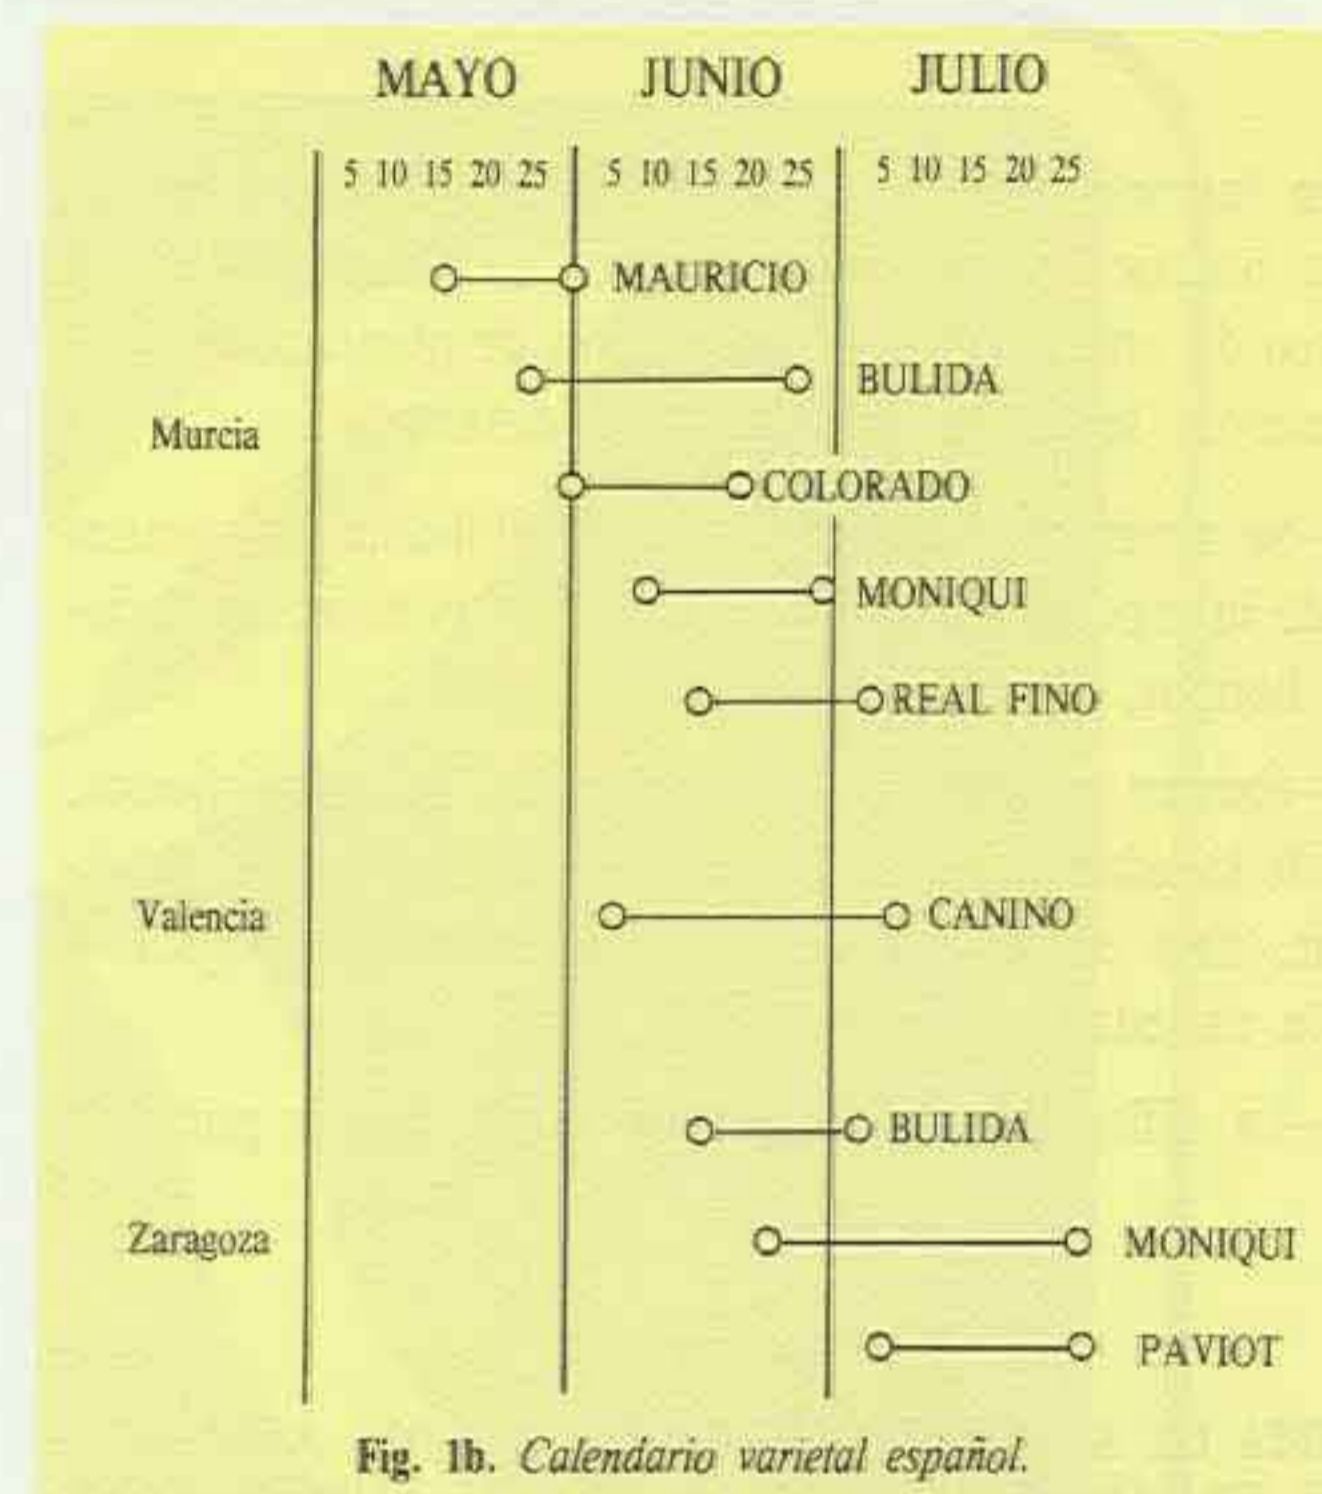 MAYO JUNIO JULIO
5 10 15 20 25 5 10 15 20 25 5 10 15 20 25
MAURICIO
BULIDA
Murcia
COLORADO
MONIQUI
REAL FINO
Valencia CANINO
BULIDA
Zaragoza MONIQUI
PAVIOT
Fig. 1b. Calendario varietal español.